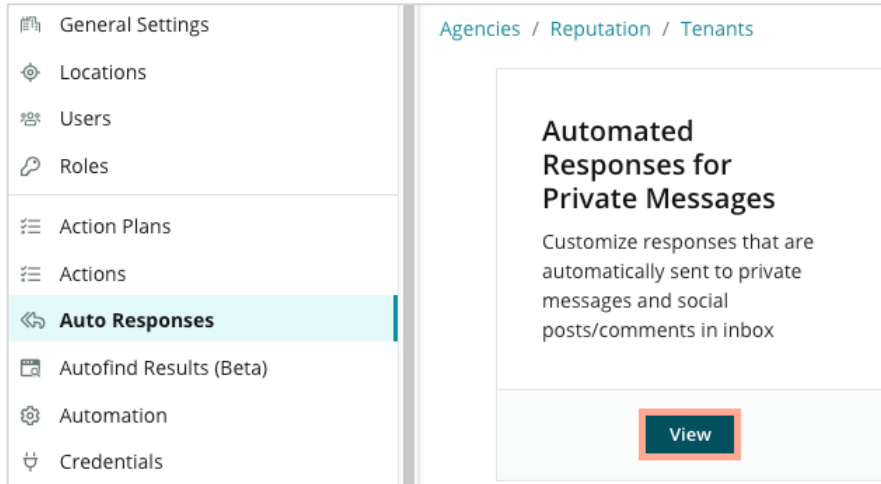 General Settings
Locations
Users
Roles
Action Plans
Actions
Auto Responses
Autofind Results (Beta)
Automation
Credentials
Agencies / Reputation / Tenants
Automated
Responses for
Private Messages
Customize responses that are
automatically sent to private
messages and social
posts/comments in inbox
View